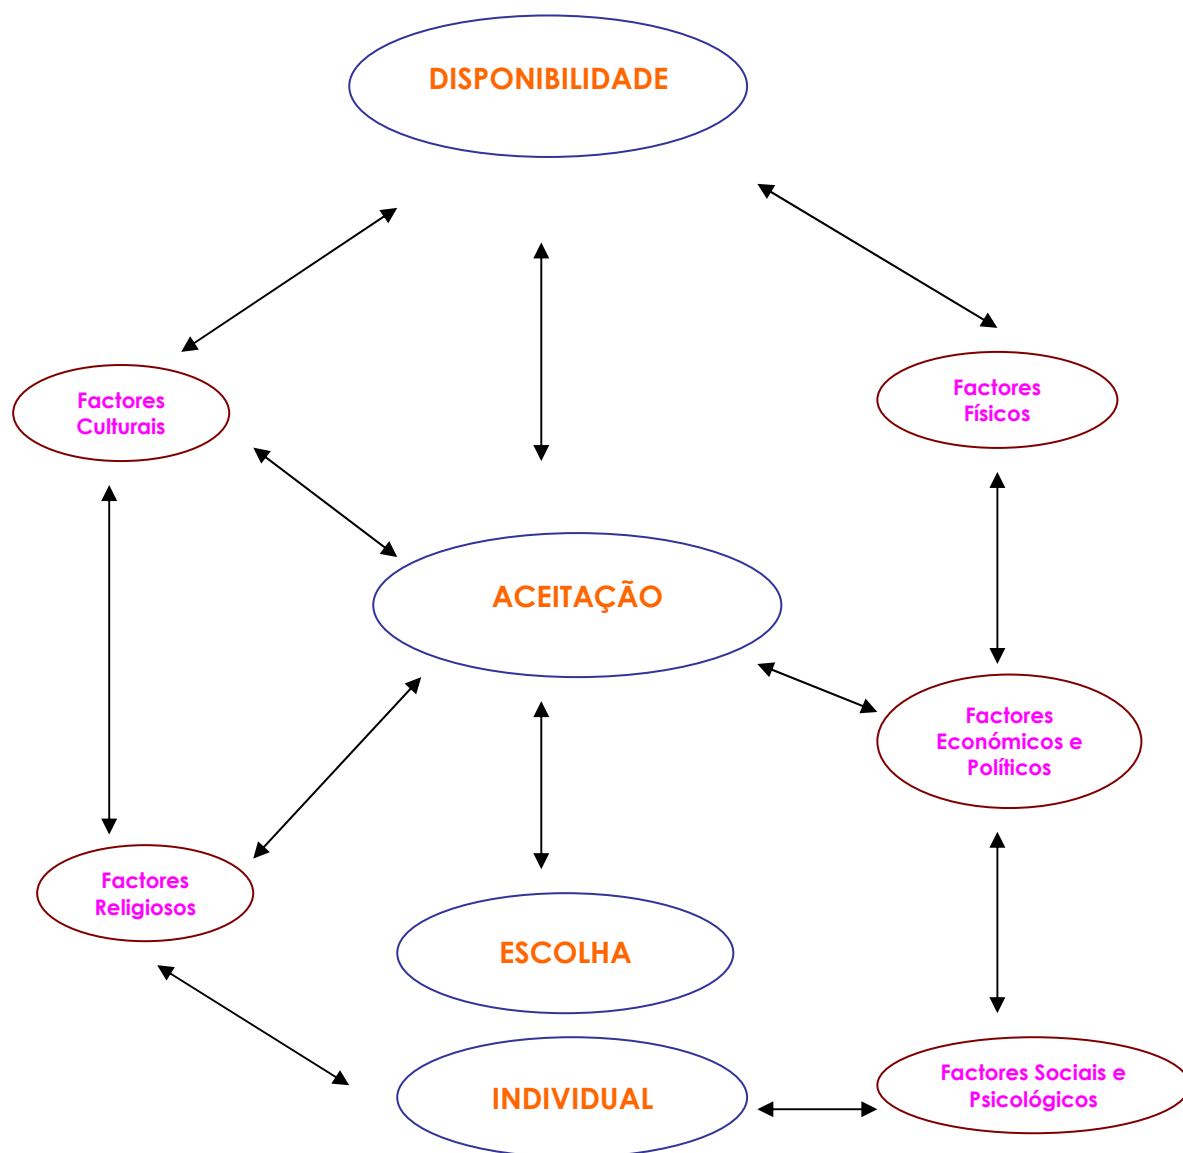 DISPONIBILIDADE
Factores
Culturais
Factores
Físicos
ACEITAÇÃO
Factores
Económicos e
Políticos
Factores
Religiosos
ESCOLHA
INDIVIDUAL
Factores Sociais e
Psicológicos